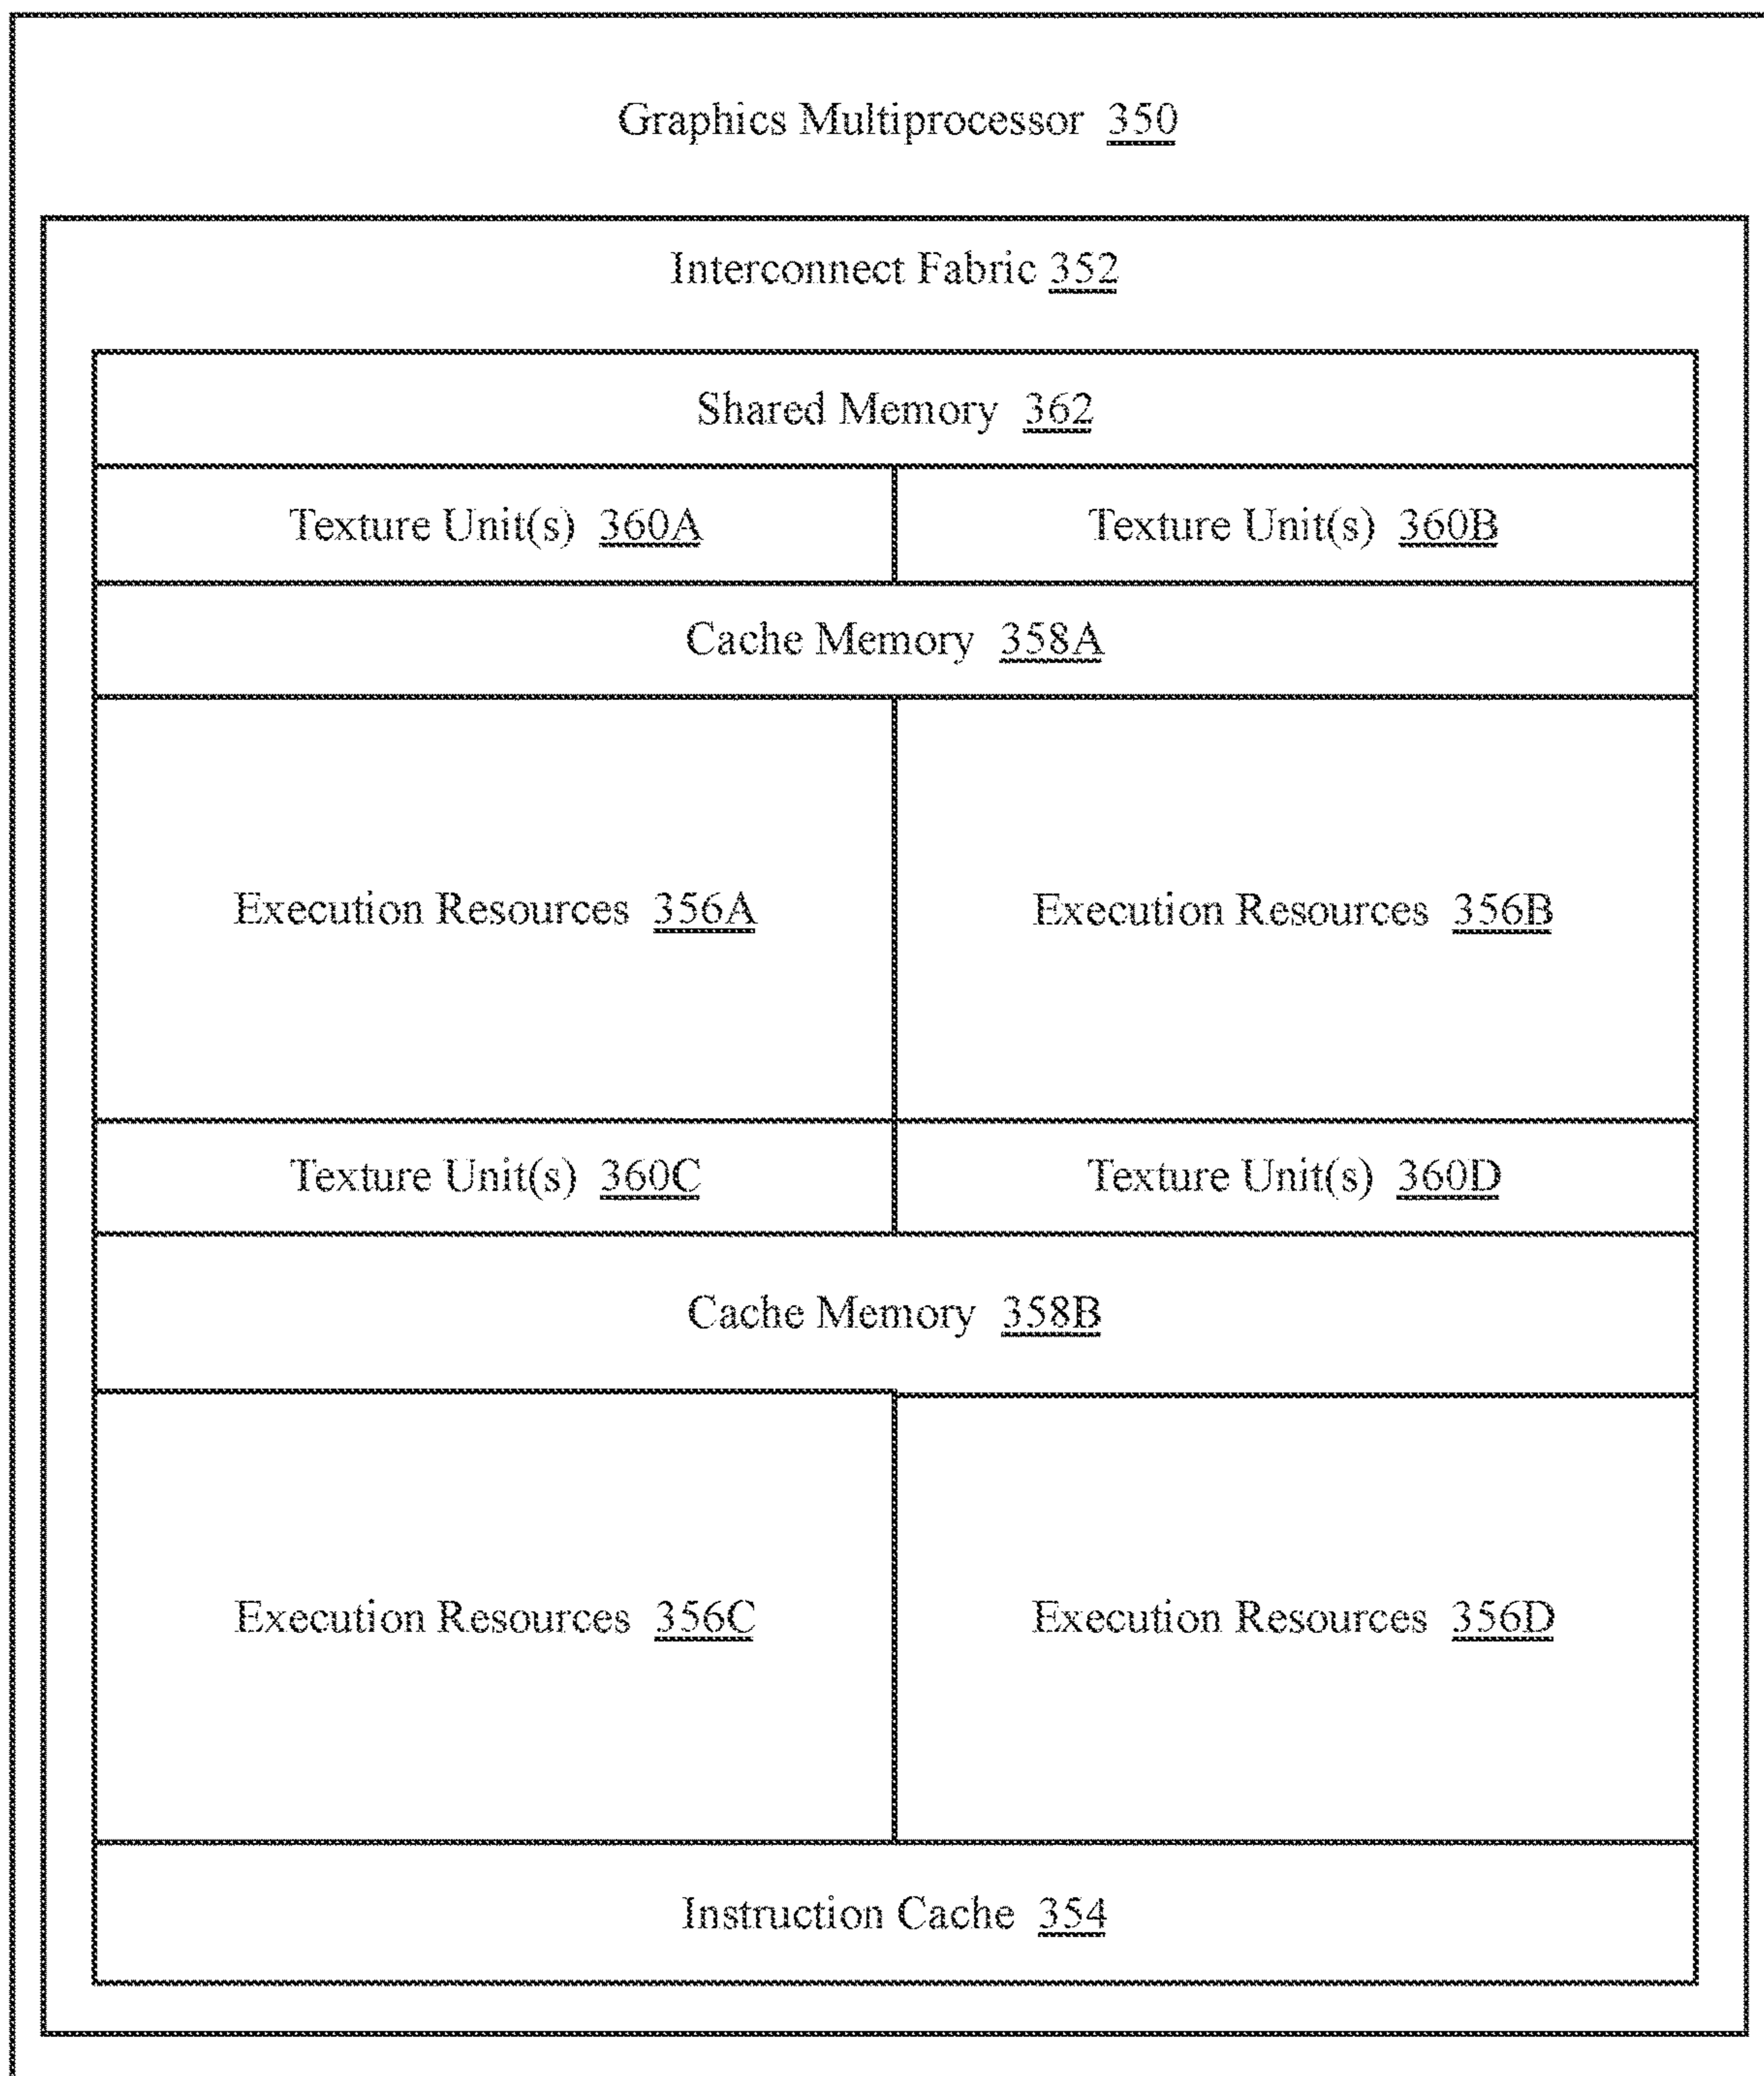 Graphics Multiprocessor 350
Interconnect Fabric 352
Shared Memory 362
Texture Unit(s) 360A
Texture Unit(s) 360B
Cache Memory 358A
Execution Resources 356A
Execution Resources 356B
Texture Unit(s) 360C
Texture Unit(s) 360D
Cache Memory 358B
Execution Resources 356C
Execution Resources 356D
Instruction Cache 354